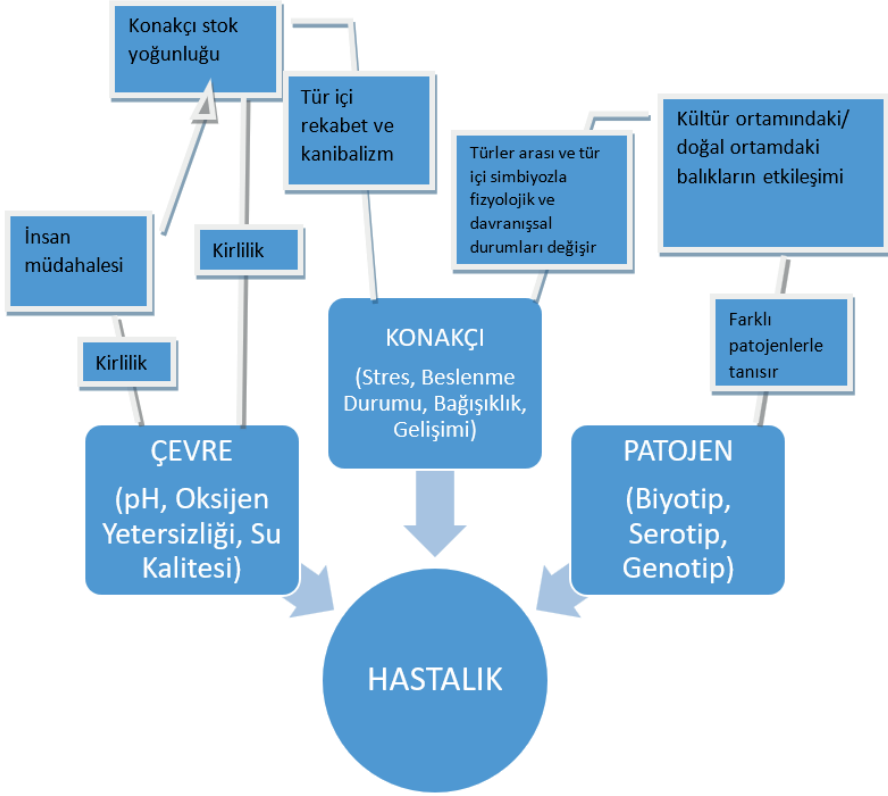 Konakçı stok
yoğunluğu
Tür içi
rekabet ve
kanibalizm
Türler arası ve tür
içi simbiyozla
fizyolojik ve
davranışsal
durumları değişir
Kültür ortamındaki/
doğal ortamdaki
balıkların etkileşimi
İnsan
müdahalesi
Kirlilik
Kirlilik
Farklı
patojenlerle
tanısır
KONAKÇI
(Stres, Beslenme
Durumu, Bağışıklık,
Gelişimi)
ÇEVRE
(pH, Oksijen
Yetersizliği, Su
Kalitesi)
PATOJEN
(Biyotip,
Serotip,
Genotip)
HASTALIK